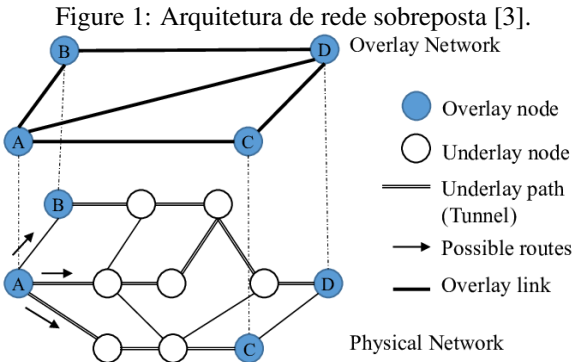 Figure 1: Arquitetura de rede sobreposta [3].
B
D
Overlay Network
A
C
Overlay node
Underlay node
Underlay path
(Tunnel)
Possible routes
Overlay link
B
A
D
C
Physical Network